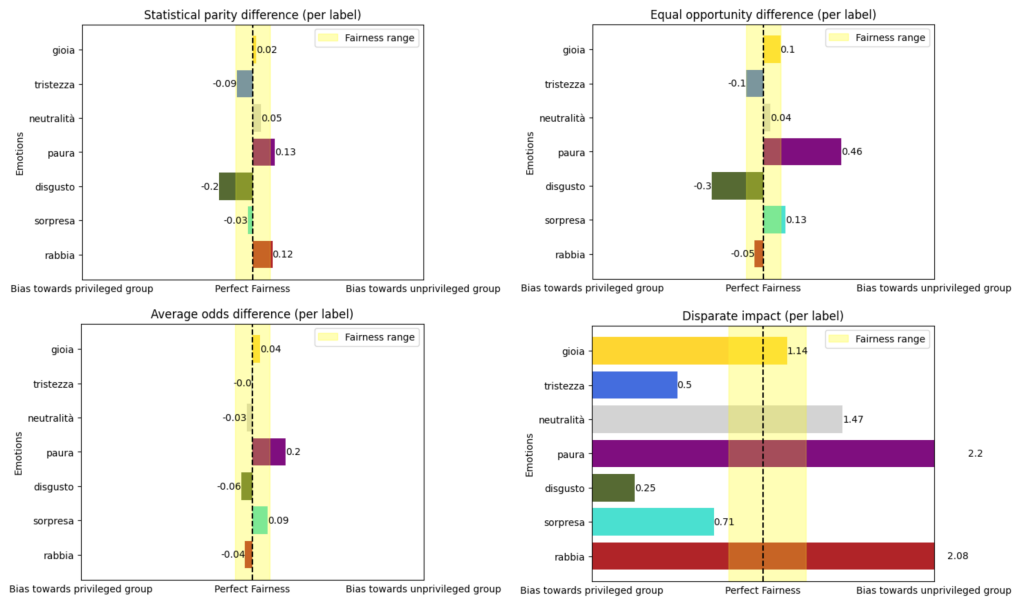 Statistical parity difference (per label)
Fairness range
Emotions
gioia
0.02
tristezza
-0.09
neutralità
0.05
paura
0.13
disgusto
-0.2
sorpresa
-0.03
rabbia
0.12
Bias towards privileged group
Perfect Fairness
Bias towards unprivileged group
Equal opportunity difference (per label)
Fairness range
Emotions
gioia
0.1
tristezza
-0.1
neutralità
0.04
paura
0.46
disgusto
-0.3
sorpresa
0.13
rabbia
-0.05
Bias towards privileged group
Perfect Fairness
Bias towards unprivileged group
Average odds difference (per label)
Fairness range
Emotions
gioia
0.04
tristezza
-0.0
neutralità
-0.03
paura
0.2
disgusto
-0.06
sorpresa
0.09
rabbia
-0.04
Bias towards privileged group
Perfect Fairness
Bias towards unprivileged group
Disparate impact (per label)
Fairness range
Emotions
gioia
1.14
tristezza
0.5
neutralità
1.47
paura
2.2
disgusto
0.25
sorpresa
0.71
rabbia
2.08
Bias towards privileged group
Perfect Fairness
Bias towards unprivileged group